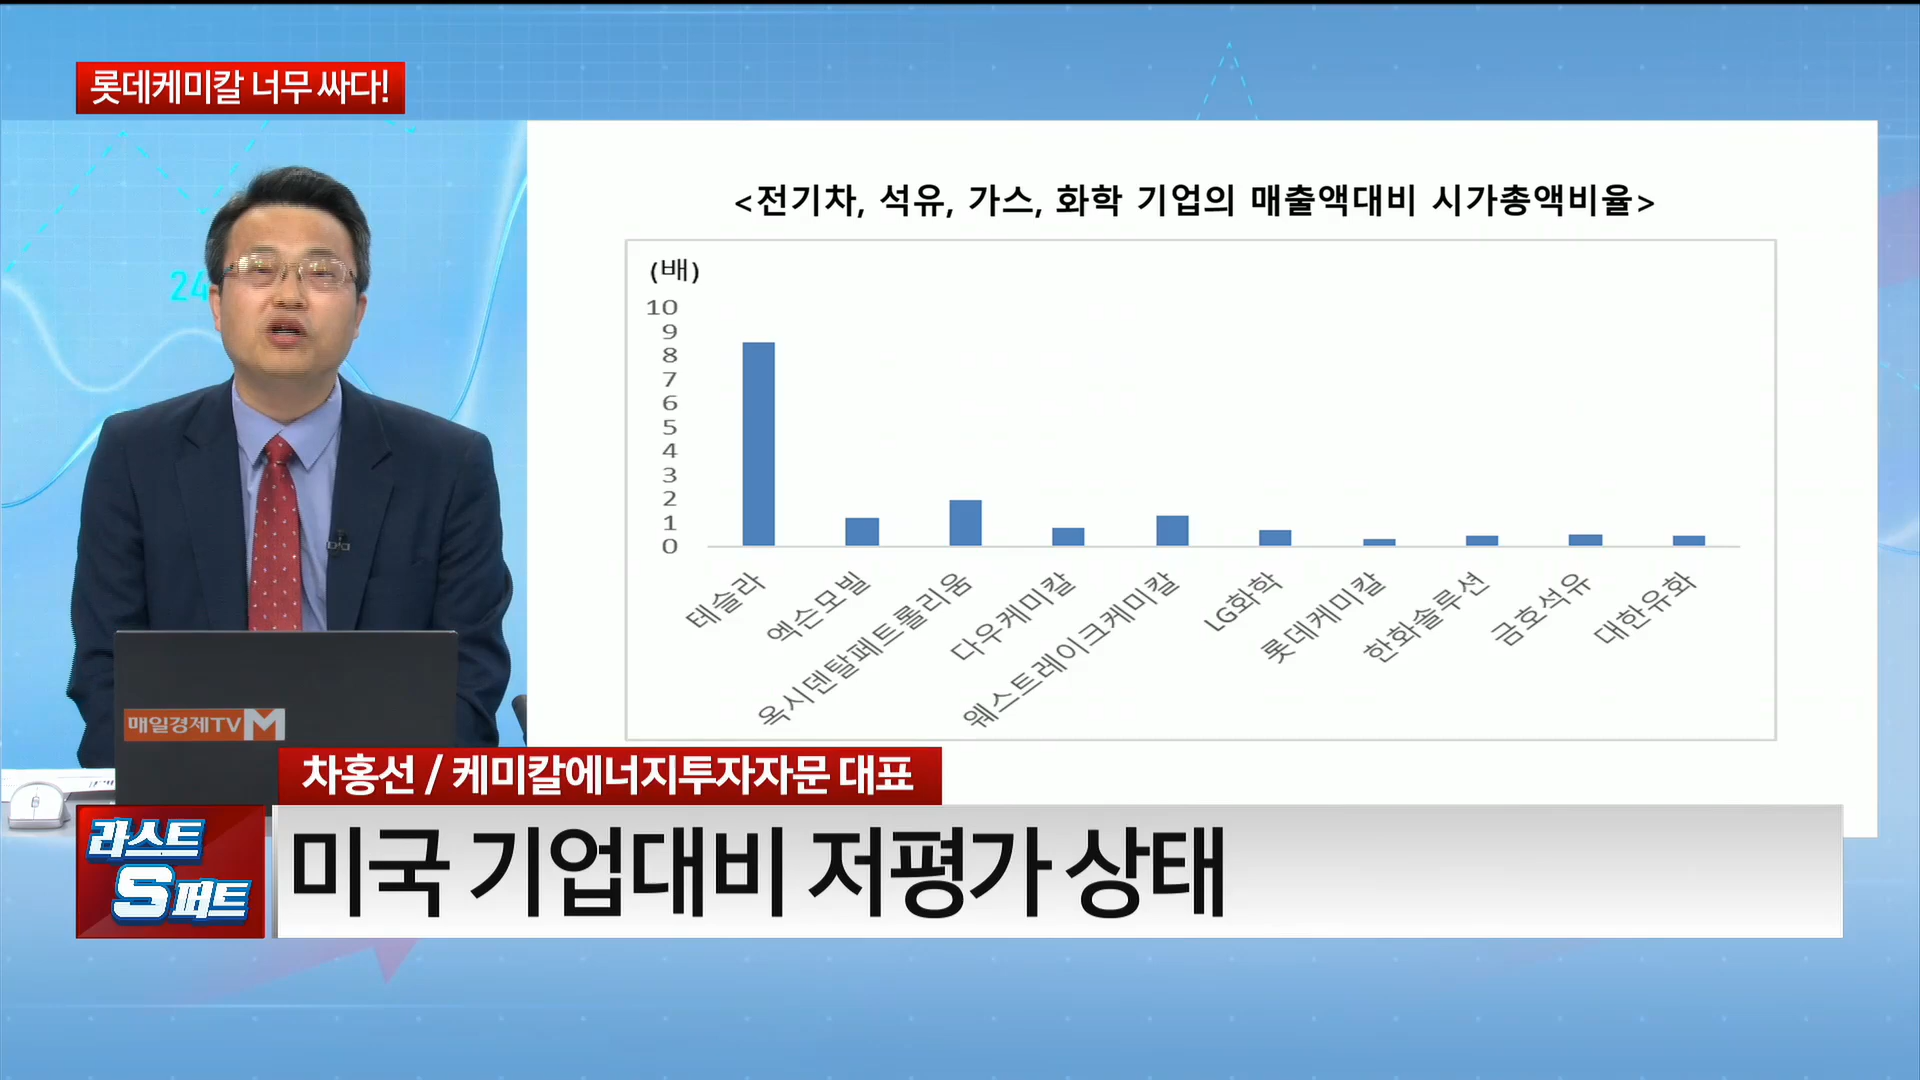 롯데케미칼 너무 싸다!
24
<전기차, 석유, 가스, 화학 기업의 매출액대비 시가총액비율>
(배)
10
9
8
7
6
5
4
3
2
1
0
테슬라
엑슨모빌
옥시덴탈페트롤리움
다우케미칼
웨스트레이크케미칼
LG화학
롯데케미칼
한화솔루션
금호석유
대한유화
매일경제TV M
차홍선 / 케미칼에너지투자자문 대표
라스트
S퍼트
미국 기업대비 저평가 상태